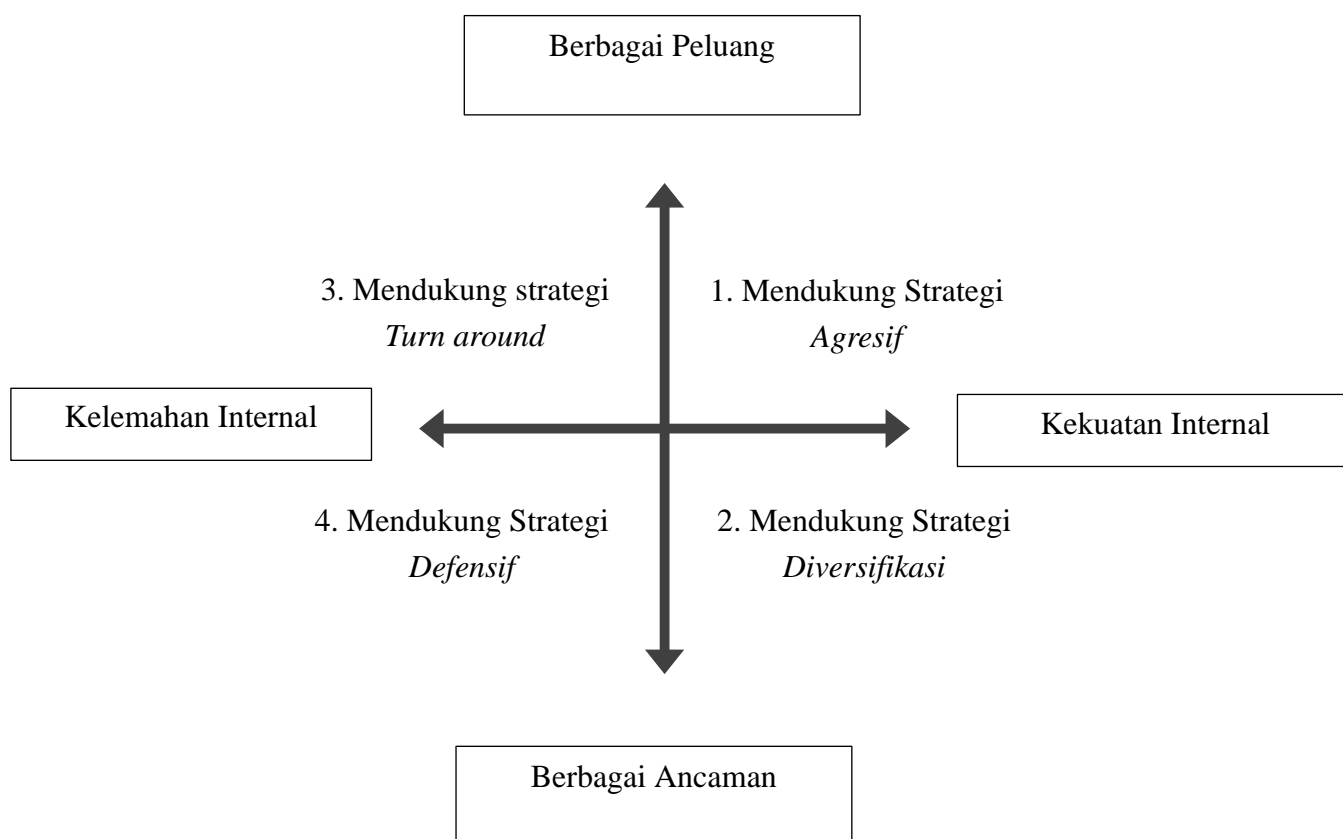 Berbagai Peluang
3. Mendukung strategi
Turn around
1. Mendukung Strategi
Agresif
Kelemahan Internal
Kekuatan Internal
4. Mendukung Strategi
Defensif
2. Mendukung Strategi
Diversifikasi
Berbagai Ancaman